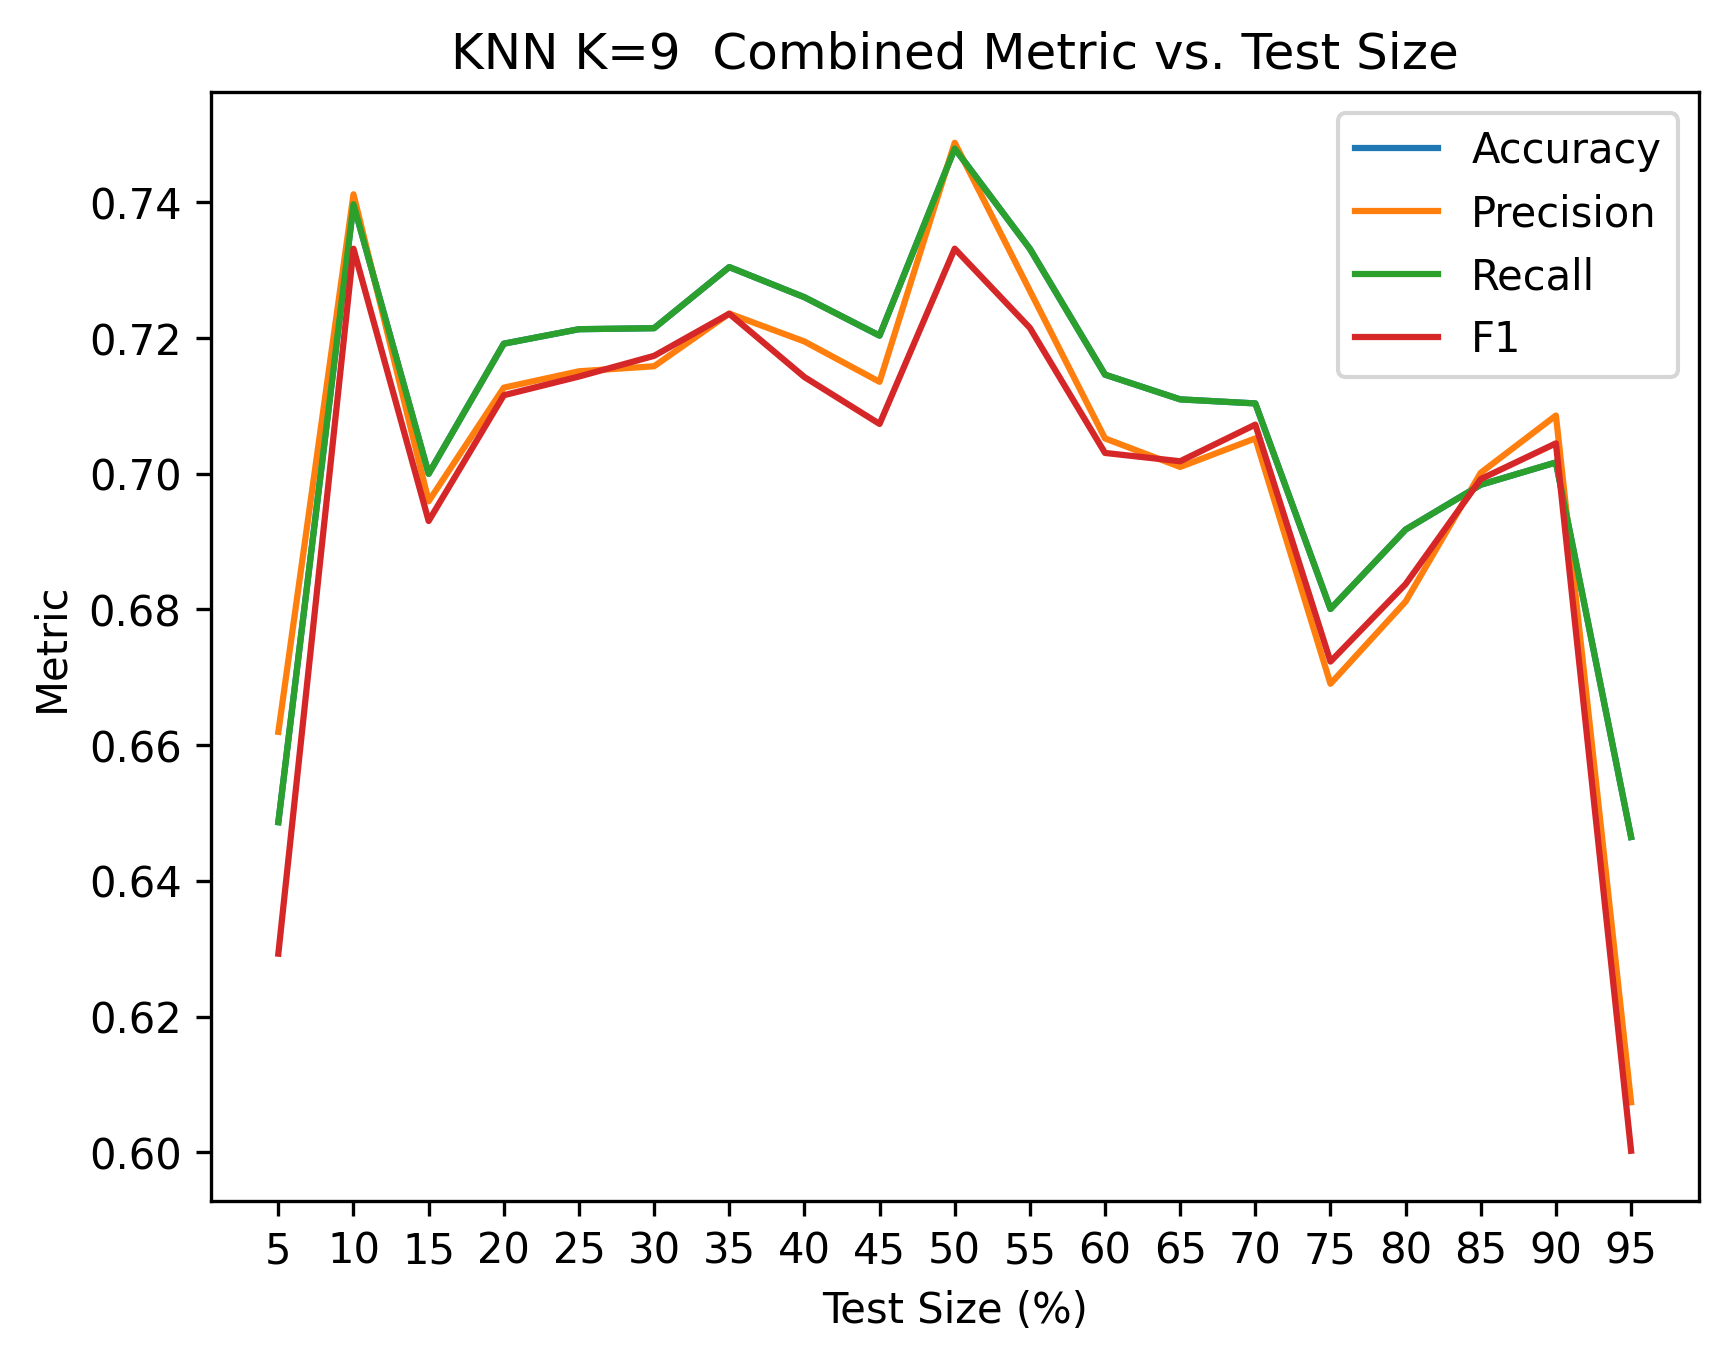 KNN K=9  Combined Metric vs. Test Size
Accuracy
Precision
Recall
F1
Metric
0.74
0.72
0.70
0.68
0.66
0.64
0.62
0.60
5 10 15 20 25 30 35 40 45 50 55 60 65 70 75 80 85 90 95
Test Size (%)